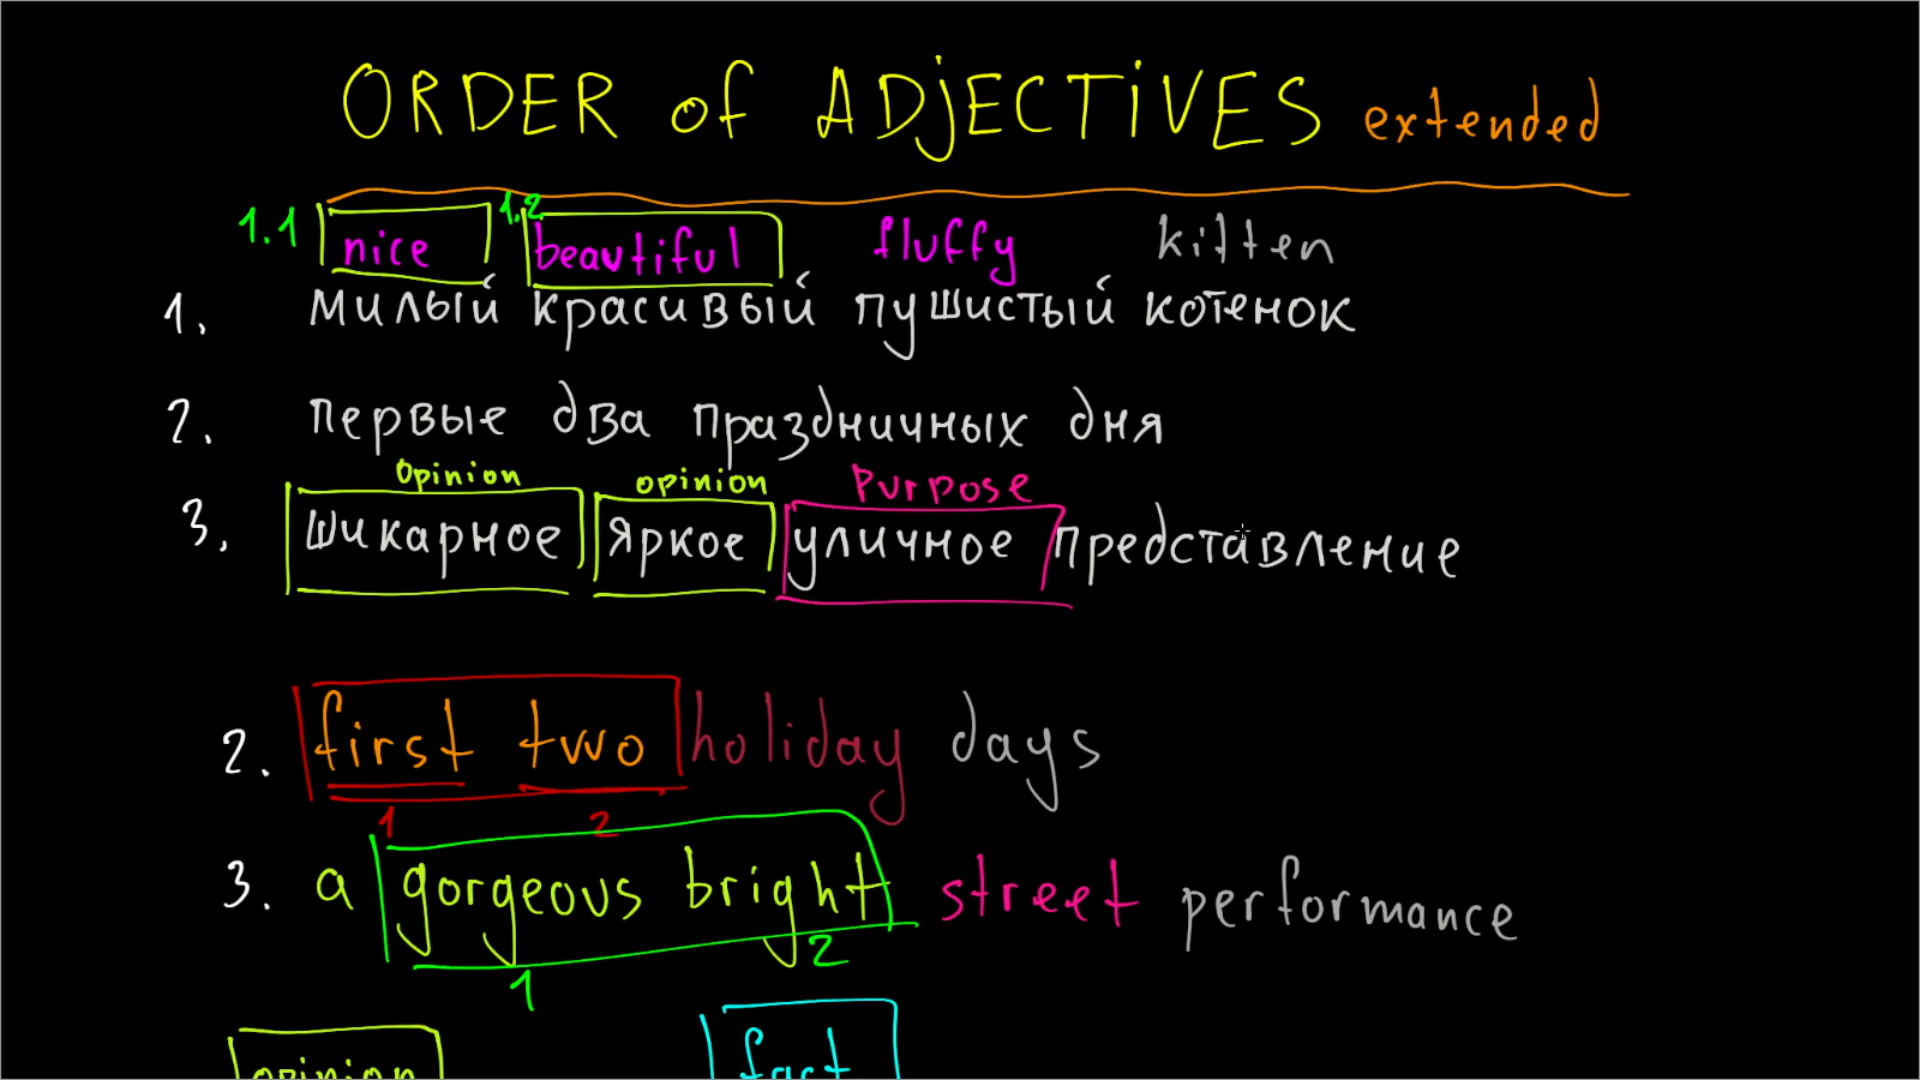 ORDER of ADjECTiVES extended
1.1 nice 1.2 beautiful fluffy kitten
1. милый красивый пушистый котенок
2. первые два праздничных дня
Opinion opinion Purpose
3. шикарное яркое уличное представление
2. first two holiday days
1 2
3. a gorgeous bright street performance
1 2
opinion fact